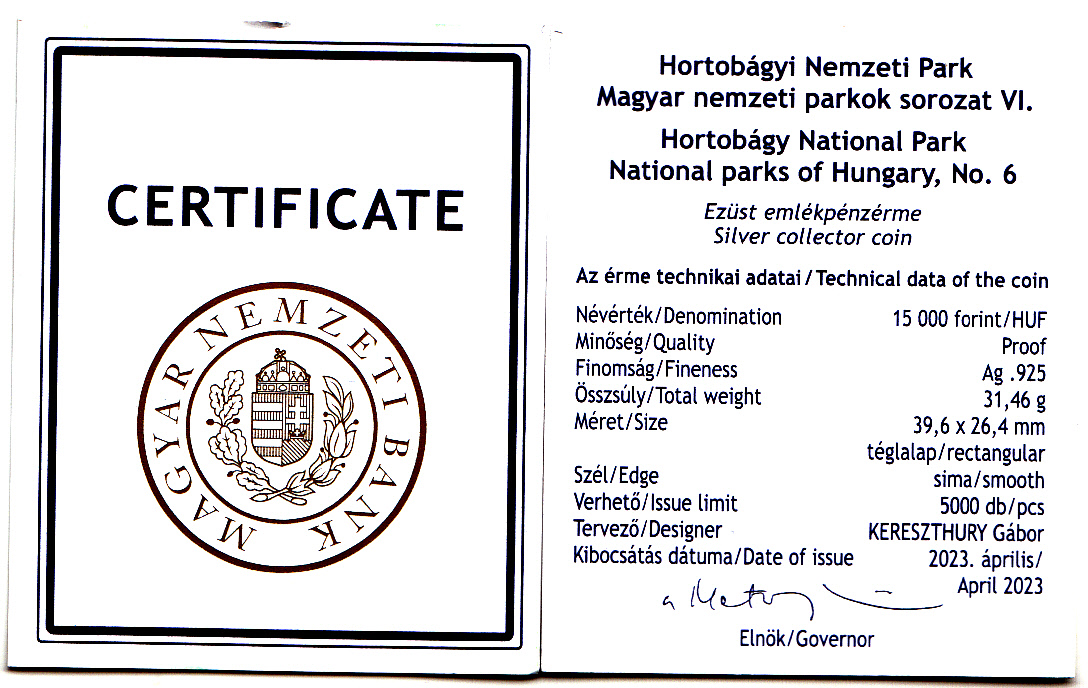 CERTIFICATE
MAGYAR NEMZETI BANK
Hortobágyi Nemzeti Park
Magyar nemzeti parkok sorozat VI.
Hortobágy National Park
National parks of Hungary, No. 6
Ezüst emlékpénzérme
Silver collector coin
Az érme technikai adatai / Technical data of the coin
Névérték/Denomination 15 000 forint/HUF
Minőség/Quality Proof
Finomság/Fineness Ag .925
Összsúly/Total weight 31,46 g
Méret/Size 39,6 x 26,4 mm
téglalap/rectangular
Szél/Edge sima/smooth
Verhető/Issue limit 5000 db/pcs
Tervező/Designer KERESZTHURY Gábor
Kibocsátás dátuma/Date of issue 2023. április/
April 2023
Elnök/Governor